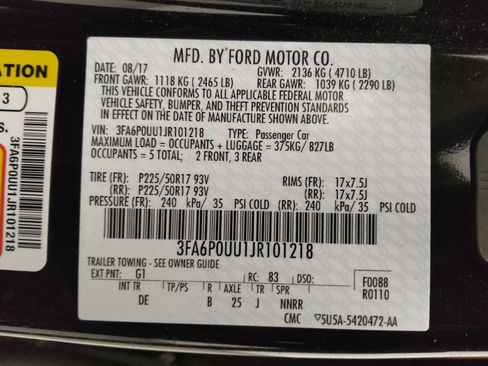 MFD. BY FORD MOTOR CO.
DATE: 08/17 GVWR: 2136 KG (4710 LB)
FRONT GAWR: 1118 KG (2465 LB) REAR GAWR: 1039 KG (2290 LB)
THIS VEHICLE CONFORMS TO ALL APPLICABLE FEDERAL MOTOR
VEHICLE SAFETY, BUMPER, AND THEFT PREVENTION STANDARDS
IN EFFECT ON THE DATE OF MANUFACTURE SHOWN ABOVE.
VIN: 3FA6P0UU1JR101218 TYPE: Passenger Car
MAXIMUM LOAD = OCCUPANTS + LUGGAGE = 375KG/ 827LB
OCCUPANTS = 5 TOTAL; 2 FRONT, 3 REAR
TIRE (FR): P225/50R17 93V RIMS (FR): 17x7.5J
(RR): P225/50R17 93V (RR): 17x7.5J
PRESSURE (FR): 240 kPa/ 35 PSI COLD (RR): 240 kPa/ 35 PSI COLD
3FA6P0UU1JR101218
TRAILER TOWING - SEE OWNER GUIDE
EXT PNT: G1 RC: 83 DSO: F0088
INT TR TP/PS R AXLE TR SPR R0110
DE B 25 J NNRR
CMC 5U5A-5420472-AA
ATION
3
S.
3FA6P0UU1JR101218